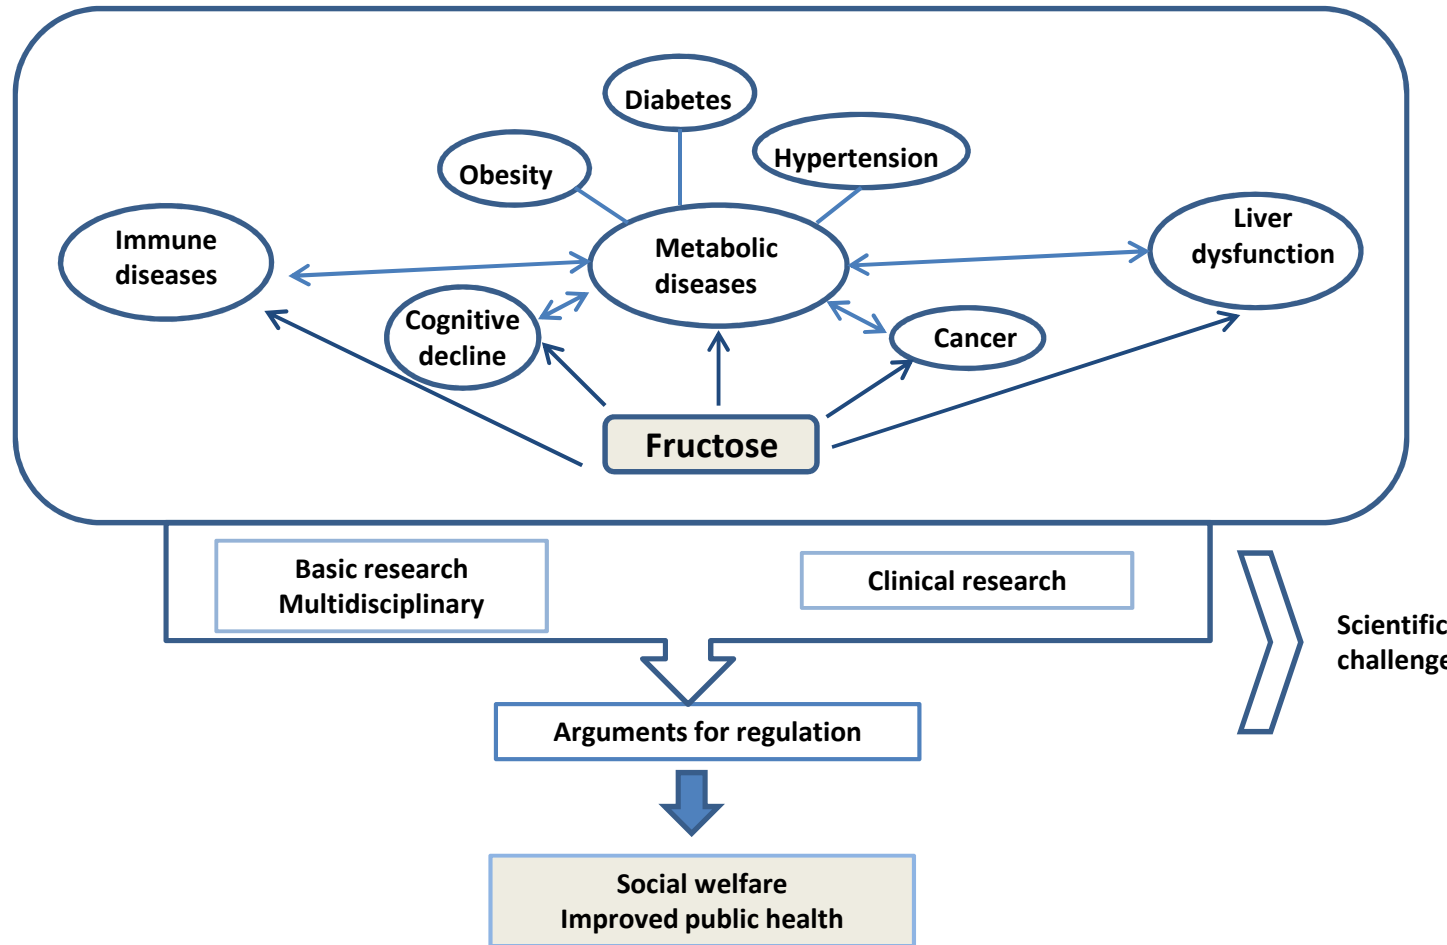 Diabetes
Hypertension
Obesity
Immune
diseases
Metabolic
diseases
Liver
dysfunction
Cognitive
decline
Cancer
Fructose
Basic research
Multidisciplinary
Clinical research
Scientific
challenge
Arguments for regulation
Social welfare
Improved public health